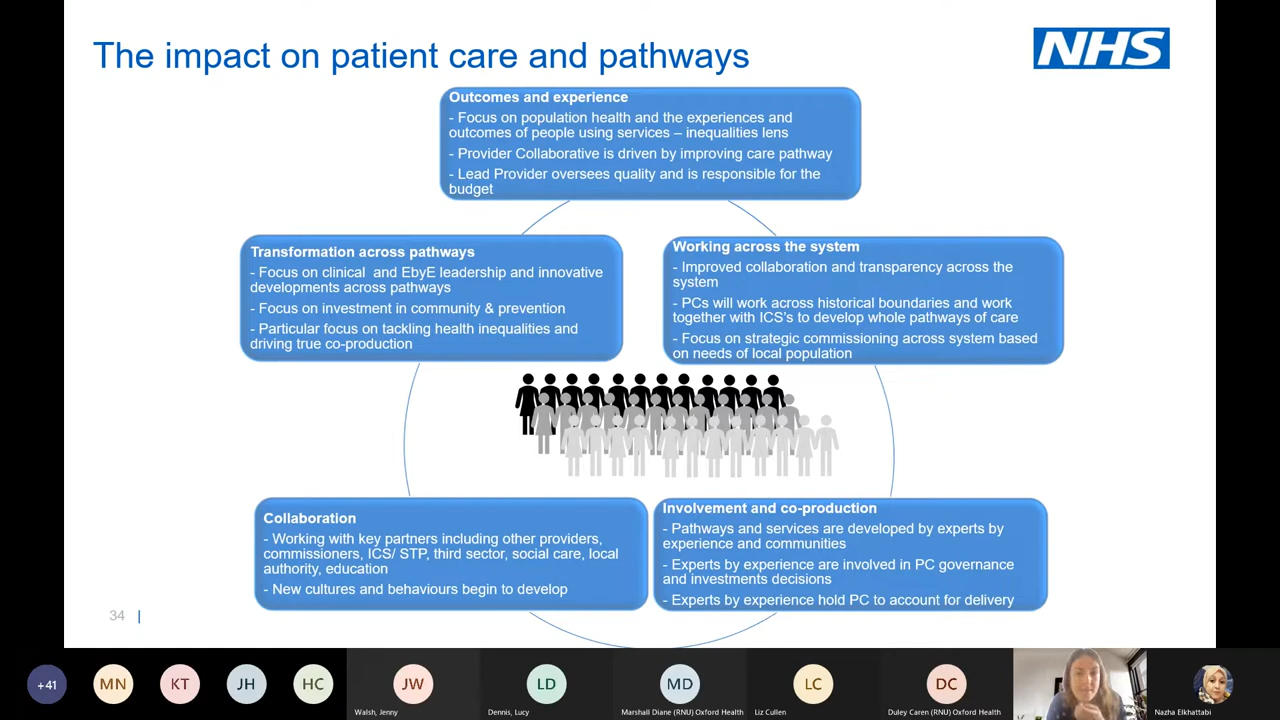 The impact on patient care and pathways
NHS
Outcomes and experience
- Focus on population health and the experiences and
outcomes of people using services – inequalities lens
- Provider Collaborative is driven by improving care pathway
- Lead Provider oversees quality and is responsible for the
budget
Transformation across pathways
- Focus on clinical  and EbyE leadership and innovative
developments across pathways
- Focus on investment in community & prevention
- Particular focus on tackling health inequalities and
driving true co-production
Working across the system
- Improved collaboration and transparency across the
system
- PCs will work across historical boundaries and work
together with ICS's to develop whole pathways of care
- Focus on strategic commissioning across system based
on needs of local population
Collaboration
- Working with key partners including other providers,
commissioners, ICS/ STP, third sector, social care, local
authority, education
- New cultures and behaviours begin to develop
Involvement and co-production
- Pathways and services are developed by experts by
experience and communities
- Experts by experience are involved in PC governance
and investments decisions
- Experts by experience hold PC to account for delivery
34 |
+41
MN
KT
JH
HC
JW
Walsh, Jenny
LD
Dennis, Lucy
MD
Marshall Diane (RNU) Oxford Health
LC
Liz Cullen
DC
Duley Caren (RNU) Oxford Health
Nazha Elkhattabi